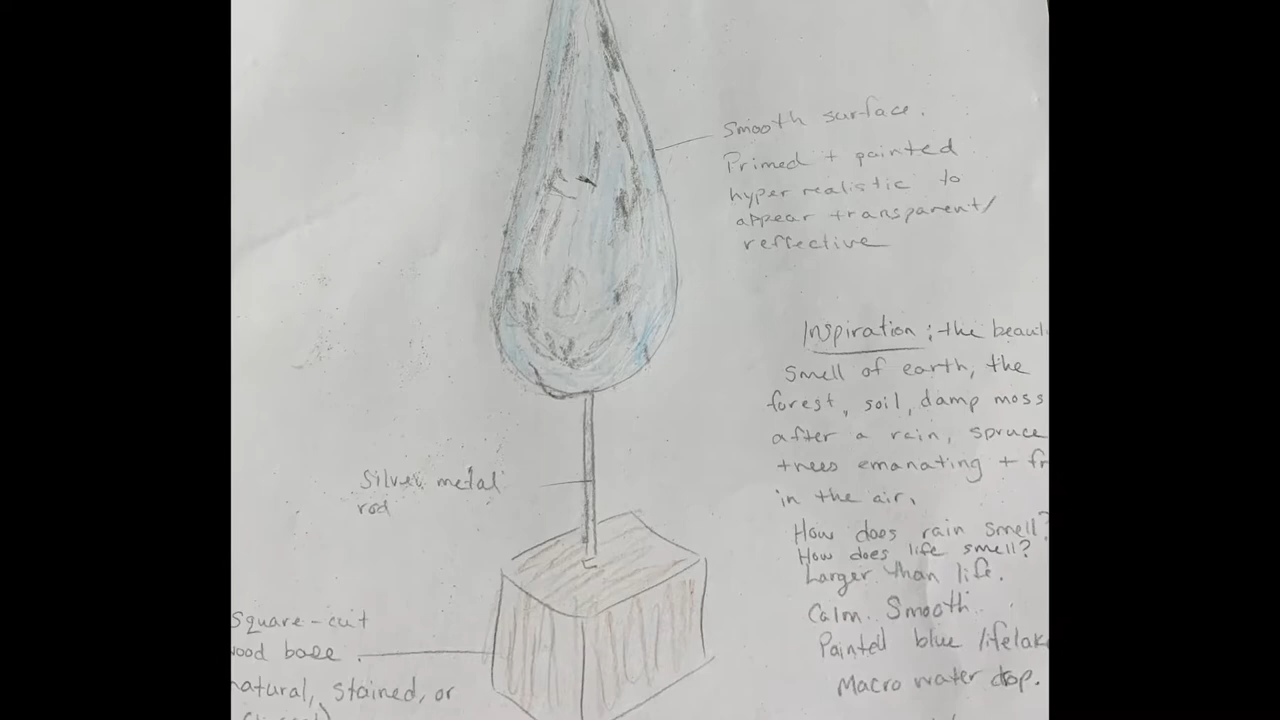 Smooth surface.
Primed + painted
hyper realistic to
appear transparent/
reflective
Inspiration: the beauti
smell of earth, the
forest, soil, damp moss
after a rain, spruce
trees emanating + fr
in the air.
How does rain smell?
How does life smell?
Larger than life.
Calm. Smooth.
Painted blue
Macro water drop.
Silver metal
rod
square-cut
wood base.
natural, stained, or